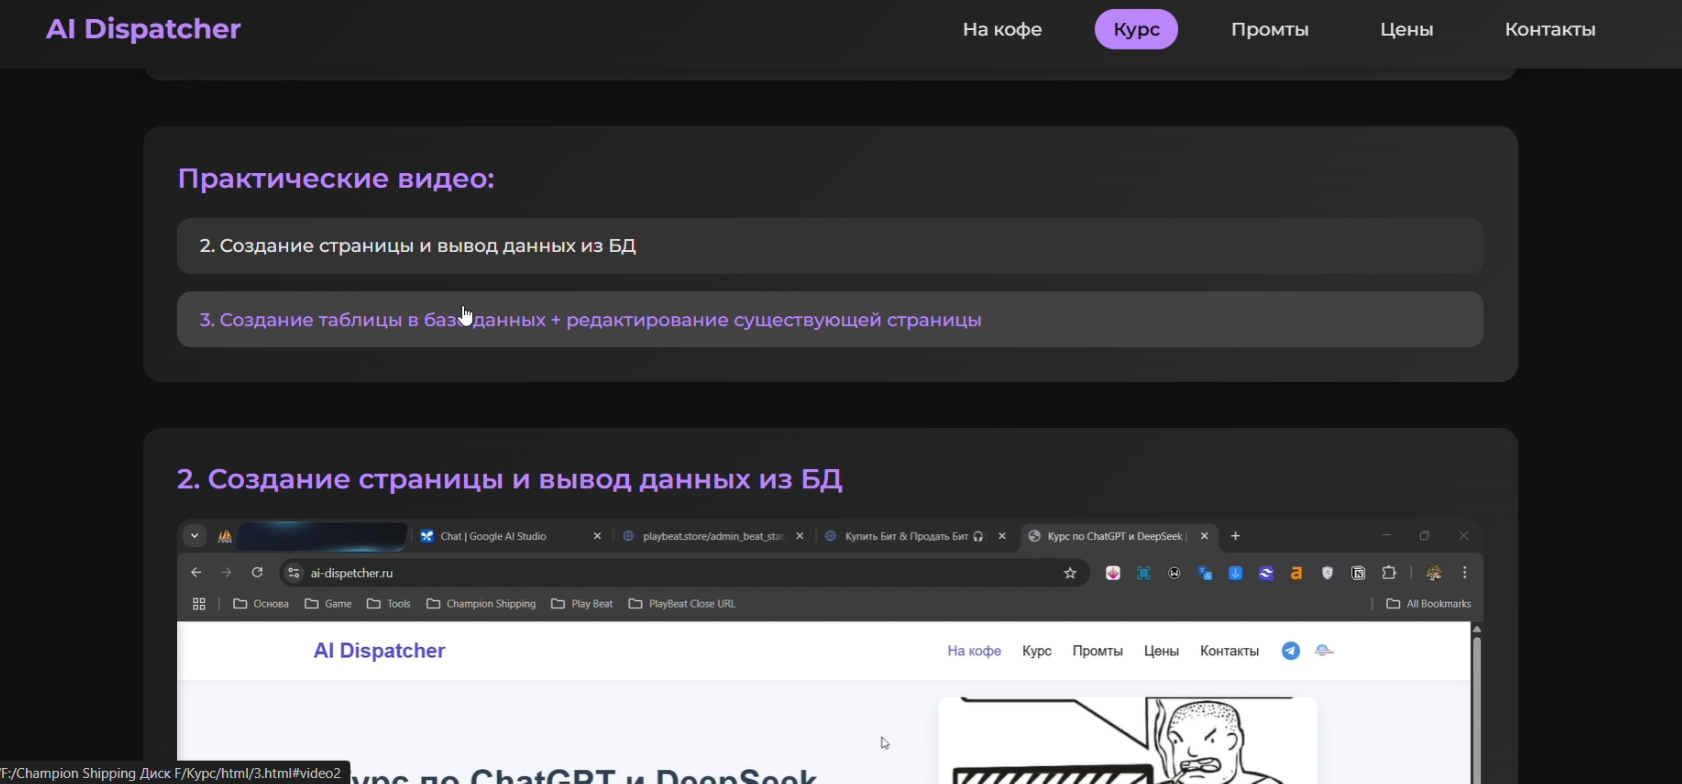 AI Dispatcher
На кофе Курс Промты Цены Контакты
Практические видео:
2. Создание страницы и вывод данных из БД
3. Создание таблицы в базе данных + редактирование существующей страницы
2. Создание страницы и вывод данных из БД
Chat | Google AI Studio playbeat.store/admin_beat_stat Купить Бит & Продать Бит Курс по ChatGPT и DeepSeek |
ai-dispetcher.ru
Основа Game Tools Champion Shipping Play Beat PlayBeat Close URL All Bookmarks
AI Dispatcher
На кофе Курс Промты Цены Контакты
F:/Champion Shipping Диск F/Курс/html/3.html#video2
по ChatGPT и DeepSeek